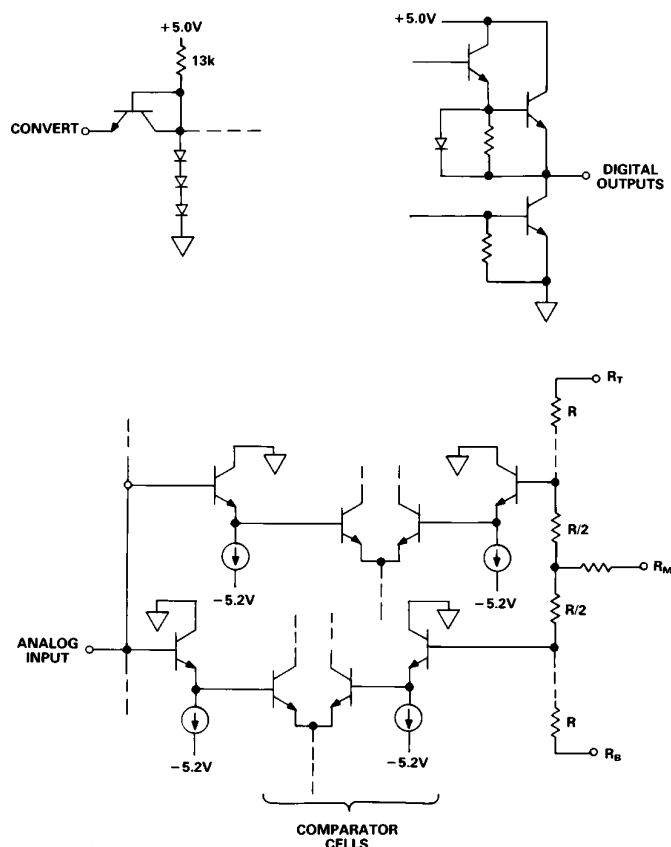 +5.0V
13k
CONVERT
+5.0V
DIGITAL
OUTPUTS
R_T
R
R/2
R_M
R/2
−5.2V
−5.2V
ANALOG
INPUT
R
−5.2V
−5.2V
R_B
COMPARATOR
CELLS